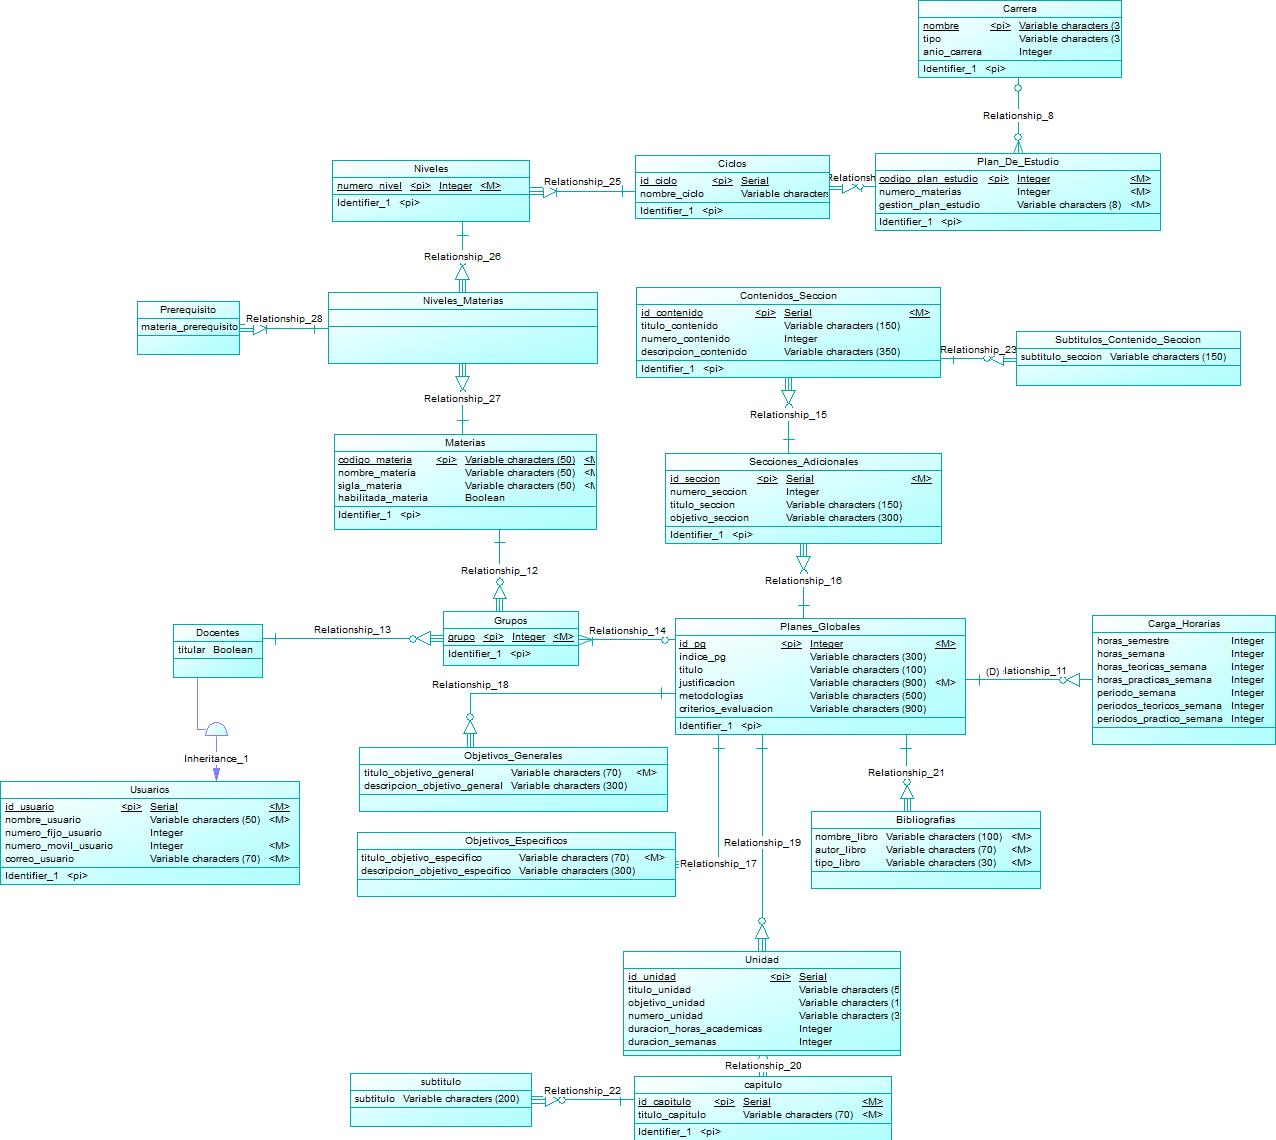 Carrera
nombre <pi> Variable characters (3
tipo Variable characters (3
anio_carrera Integer
Identifier_1 <pi>
Relationship_8
Plan_De_Estudio
codigo_plan_estudio <pi> Integer <M>
numero_materias Integer <M>
gestion_plan_estudio Variable characters (8) <M>
Identifier_1 <pi>
Relationsh
Ciclos
id_ciclo <pi> Serial
nombre_ciclo Variable characters
Identifier_1 <pi>
Relationship_25
Niveles
numero_nivel <pi> Integer <M>
Identifier_1 <pi>
Relationship_26
Niveles_Materias
Relationship_28
Prerequisito
materia_prerequisito
Relationship_27
Materias
codigo_materia <pi> Variable characters (50) <M
nombre_materia Variable characters (50) <M
sigla_materia Variable characters (50) <M
habilitada_materia Boolean
Identifier_1 <pi>
Contenidos_Seccion
id_contenido <pi> Serial <M>
titulo_contenido Variable characters (150)
numero_contenido Integer
descripcion_contenido Variable characters (350)
Identifier_1 <pi>
Relationship_23
Subtitulos_Contenido_Seccion
subtitulo_seccion Variable characters (150)
Relationship_15
Secciones_Adicionales
id_seccion <pi> Serial <M>
numero_seccion Integer
titulo_seccion Variable characters (150)
objetivo_seccion Variable characters (300)
Identifier_1 <pi>
Relationship_16
Relationship_12
Grupos
grupo <pi> Integer <M>
Identifier_1 <pi>
Relationship_13
Docentes
titular Boolean
Relationship_14
Planes_Globales
id_pg <pi> Integer <M>
indice_pg Variable characters (300)
titulo Variable characters (100)
justificacion Variable characters (900) <M>
metodologias Variable characters (500)
criterios_evaluacion Variable characters (900)
Identifier_1 <pi>
(D) lationship_11
Carga_Horarias
horas_semestre Integer
horas_semana Integer
horas_teoricas_semana Integer
horas_practicas_semana Integer
periodo_semana Integer
periodos_teoricos_semana Integer
periodos_practico_semana Integer
Relationship_18
Objetivos_Generales
titulo_objetivo_general Variable characters (70) <M>
descripcion_objetivo_general Variable characters (300)
Inheritance_1
Usuarios
id_usuario <pi> Serial <M>
nombre_usuario Variable characters (50) <M>
numero_fijo_usuario Integer
numero_movil_usuario Integer <M>
correo_usuario Variable characters (70) <M>
Identifier_1 <pi>
Relationship_21
Bibliografias
nombre_libro Variable characters (100) <M>
autor_libro Variable characters (70) <M>
tipo_libro Variable characters (30) <M>
Objetivos_Especificos
titulo_objetivo_especifico Variable characters (70) <M>
descripcion_objetivo_especifico Variable characters (300)
Relationship_19
Relationship_17
Unidad
id_unidad <pi> Serial
titulo_unidad Variable characters (5
objetivo_unidad Variable characters (1
numero_unidad Variable characters (3
duracion_horas_academicas Integer
duracion_semanas Integer
Relationship_20
capitulo
id_capitulo <pi> Serial <M>
titulo_capitulo Variable characters (70) <M>
Identifier_1 <pi>
Relationship_22
subtitulo
subtitulo Variable characters (200)